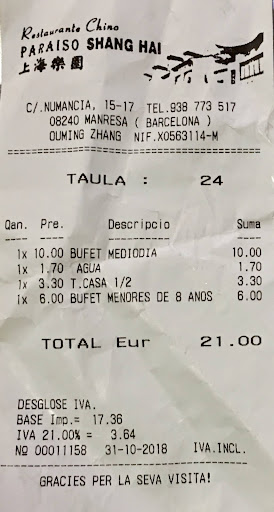 Restaurante Chino
PARAISO SHANG HAI
上海樂園
C/.NUMANCIA, 15-17 TEL.938 773 517
08240 MANRESA ( BARCELONA )
OUMING ZHANG NIF.X0563114-M
TAULA : 24
Qan. Pre. Descripcio Suma
1x 10.00 BUFET MEDIODIA 10.00
1x 1.70 AGUA 1.70
1x 3.30 T.CASA 1/2 3.30
1x 6.00 BUFET MENORES DE 8 ANOS 6.00
TOTAL Eur 21.00
DESGLOSE IVA.
BASE Imp.= 17.36
IVA 21.00% = 3.64
Nº 00011158 31-10-2018 IVA.INCL.
GRACIES PER LA SEVA VISITA!